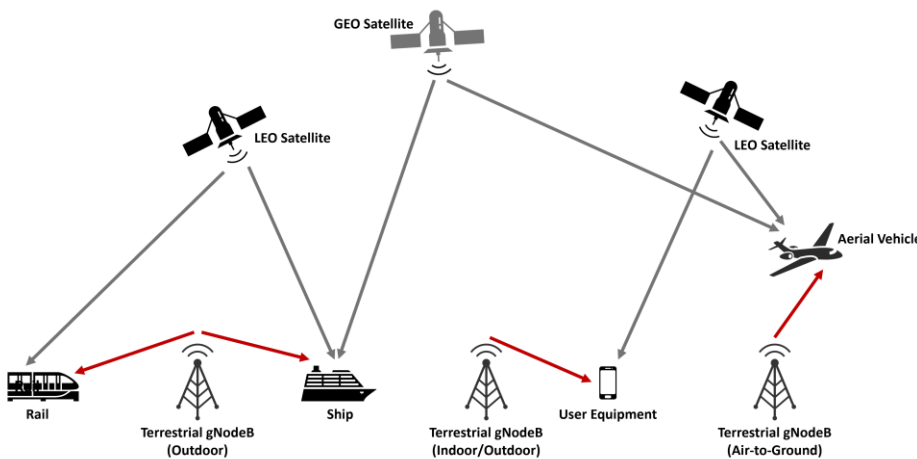 GEO Satellite
LEO Satellite
LEO Satellite
Aerial Vehicle
Rail
Terrestrial gNodeB
(Outdoor)
Ship
Terrestrial gNodeB
(Indoor/Outdoor)
User Equipment
Terrestrial gNodeB
(Air-to-Ground)